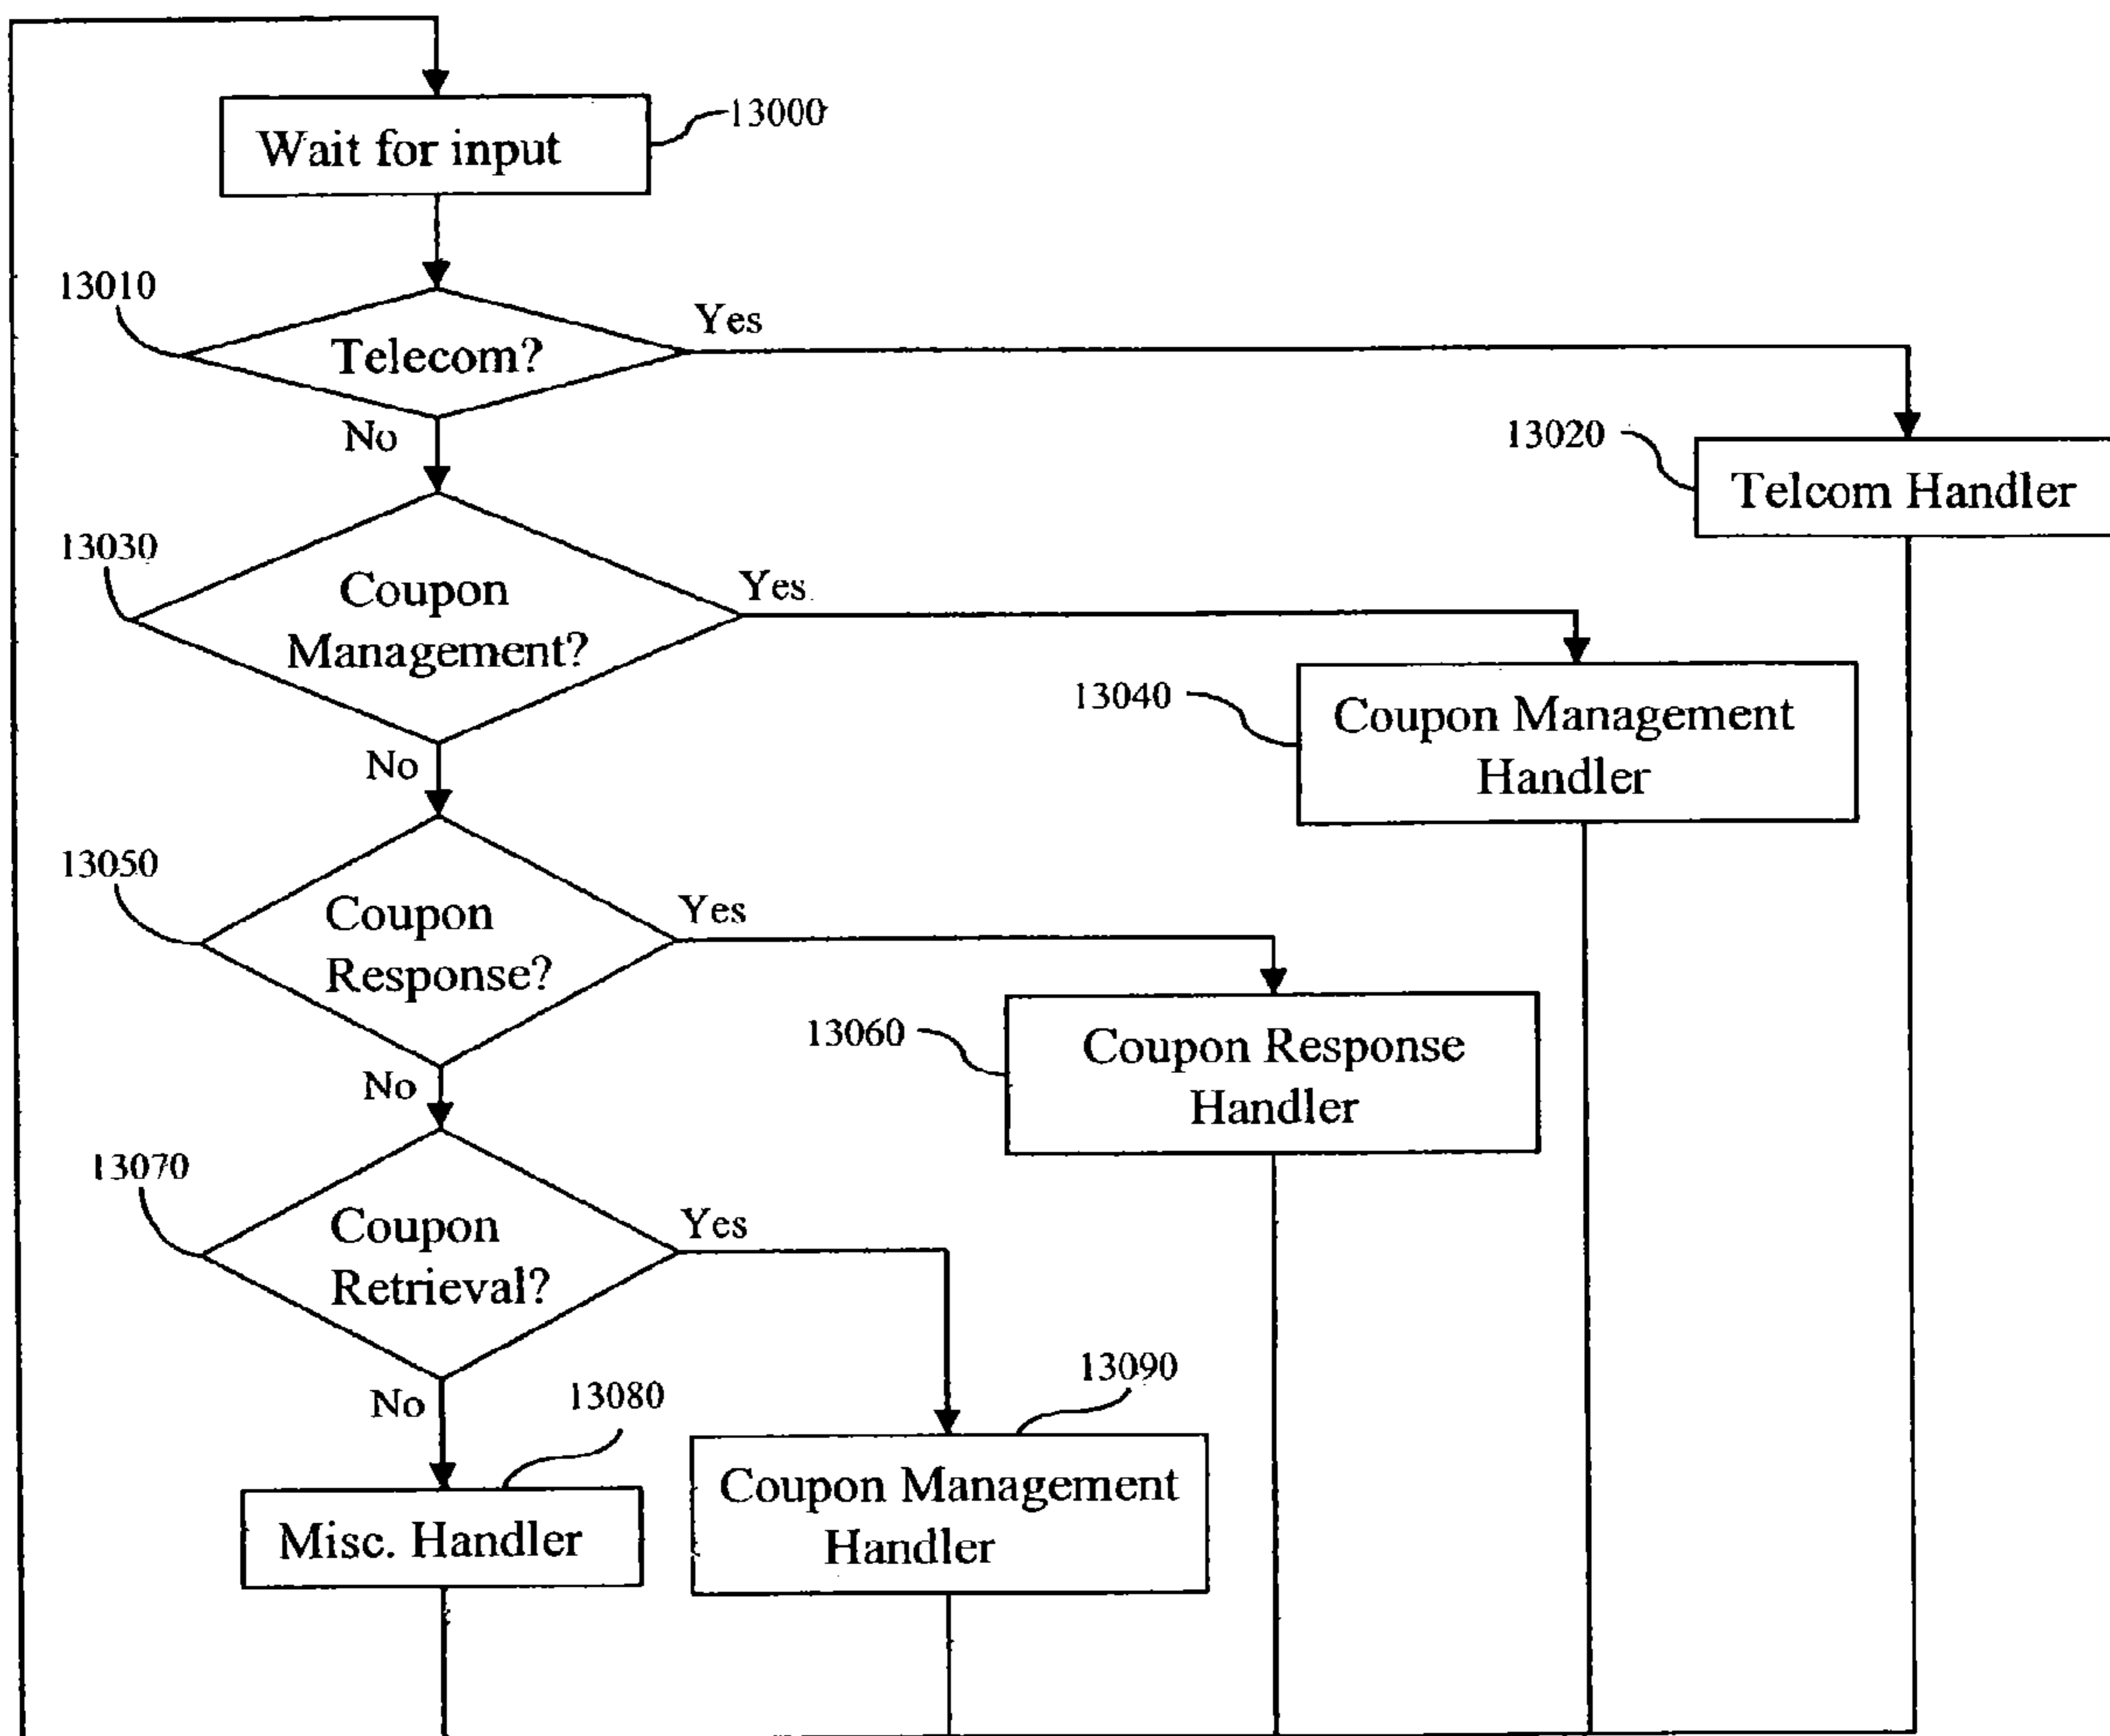 13000
Wait for input
13010
Yes
Telecom?
No
13020
Telcom Handler
13030
Yes
Coupon
Management?
13040
Coupon Management
Handler
No
13050
Coupon
Response?
Yes
13060
Coupon Response
Handler
No
13070
Coupon
Retrieval?
Yes
13090
13080
No
Coupon Management
Handler
Misc. Handler